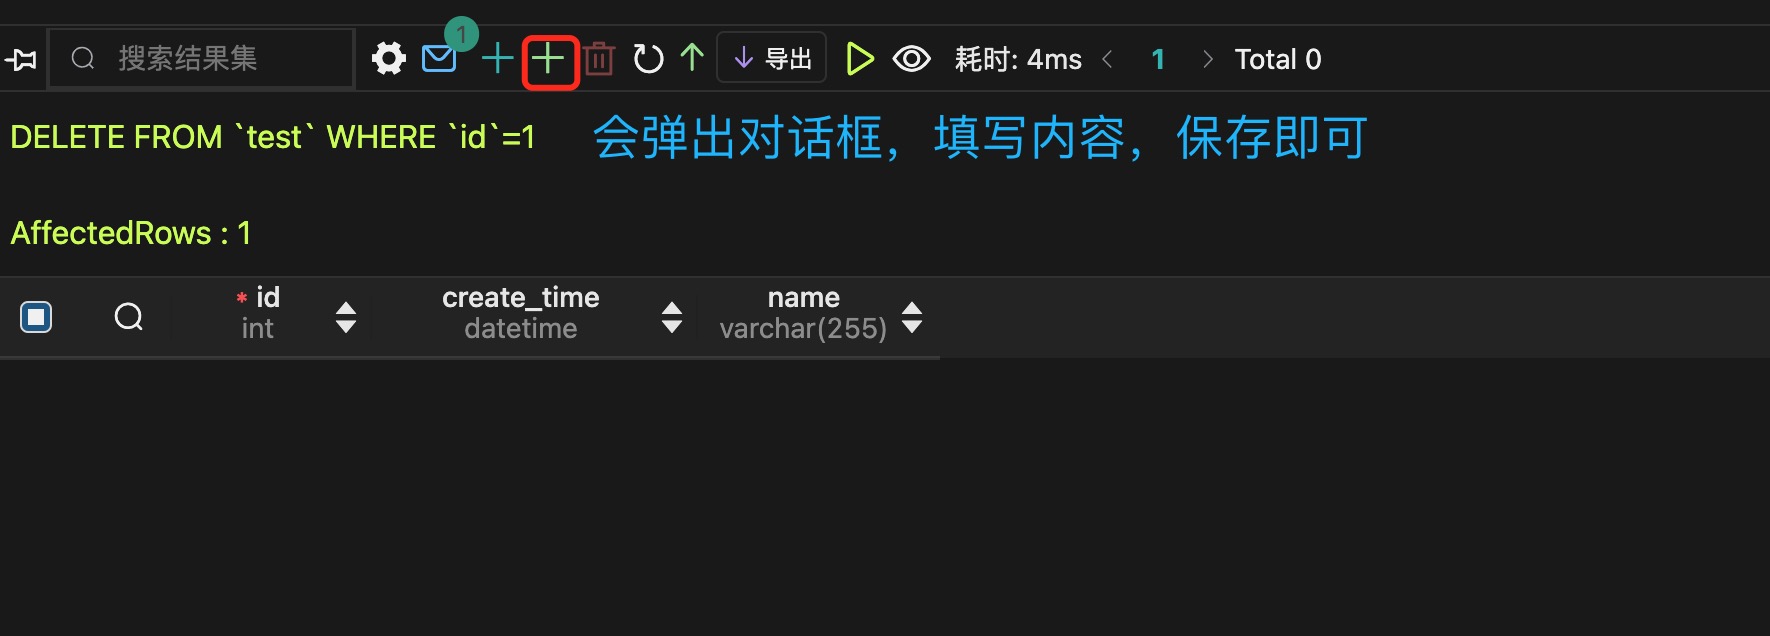 搜索结果集 1 导出 耗时: 4ms 1 Total 0
DELETE FROM `test` WHERE `id`=1 会弹出对话框，填写内容，保存即可
AffectedRows : 1
* id create_time name
int datetime varchar(255)